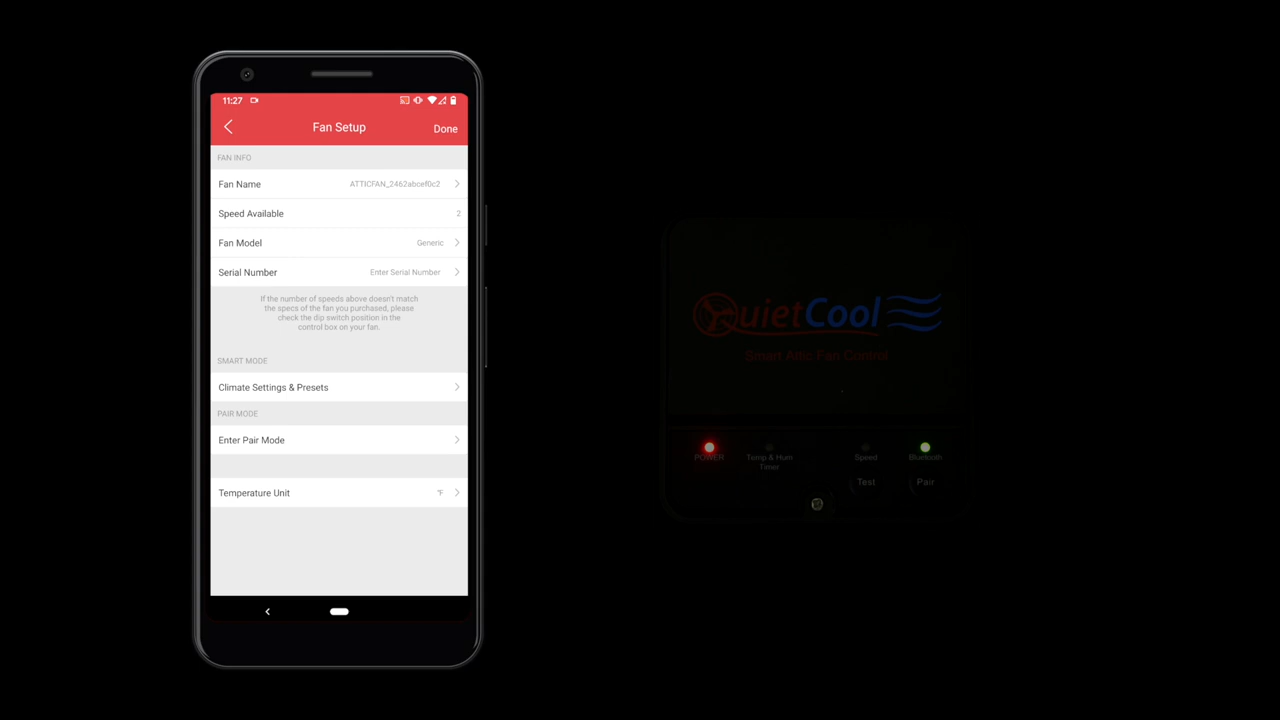 11:27
Fan Setup
Done
FAN INFO
Fan Name
ATTICFAN_2462abcef0c2
Speed Available
2
Fan Model
Generic
Serial Number
Enter Serial Number
If the number of speeds above doesn't match
the specs of the fan you purchased, please
check the dip switch position in the
control box on your fan.
SMART MODE
Climate Settings & Presets
PAIR MODE
Enter Pair Mode
Temperature Unit
°F
QuietCool
Smart Attic Fan Control
POWER
Temp & Hum
Timer
Speed
Bluetooth
Test
Pair